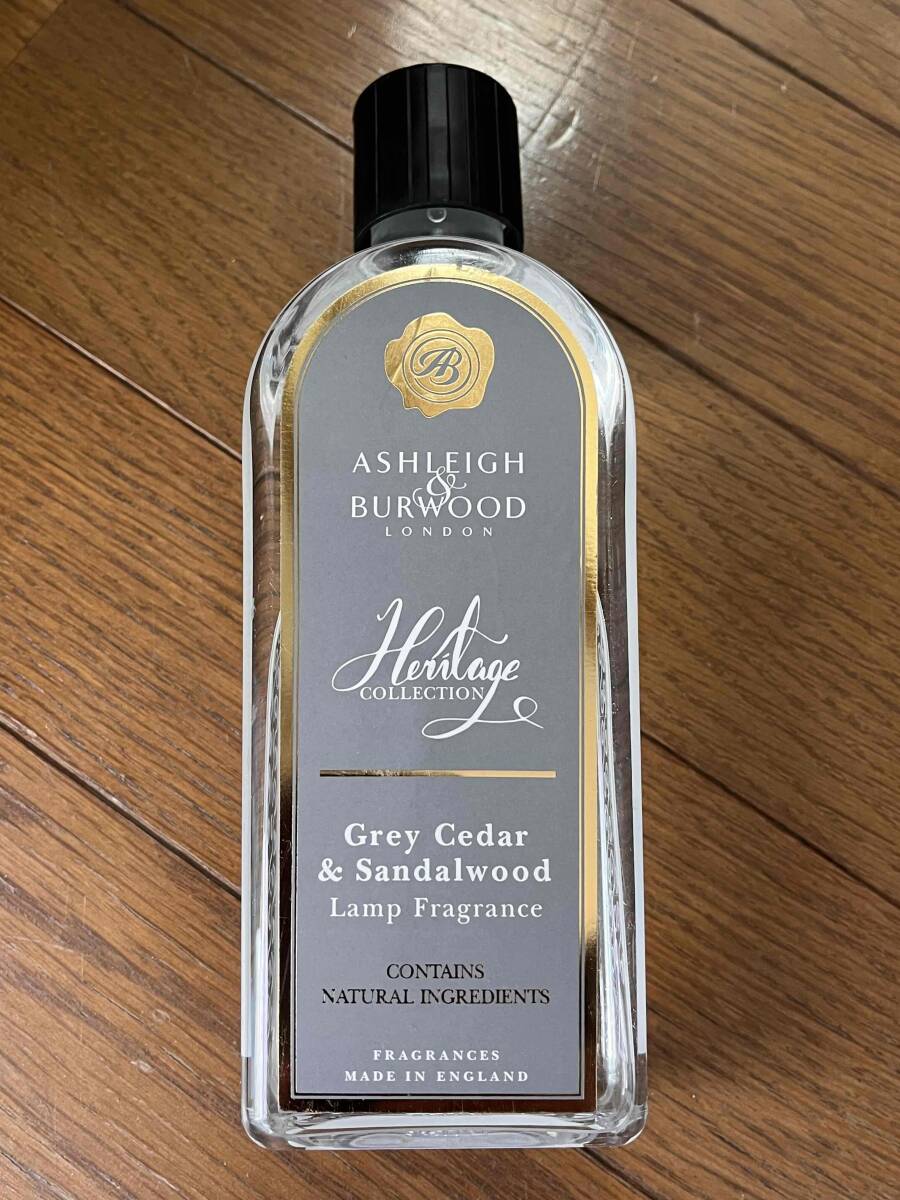 AB
ASHLEIGH
&
BURWOOD
LONDON
Heritage
COLLECTION
Grey Cedar
& Sandalwood
Lamp Fragrance
CONTAINS
NATURAL INGREDIENTS
FRAGRANCES
MADE IN ENGLAND